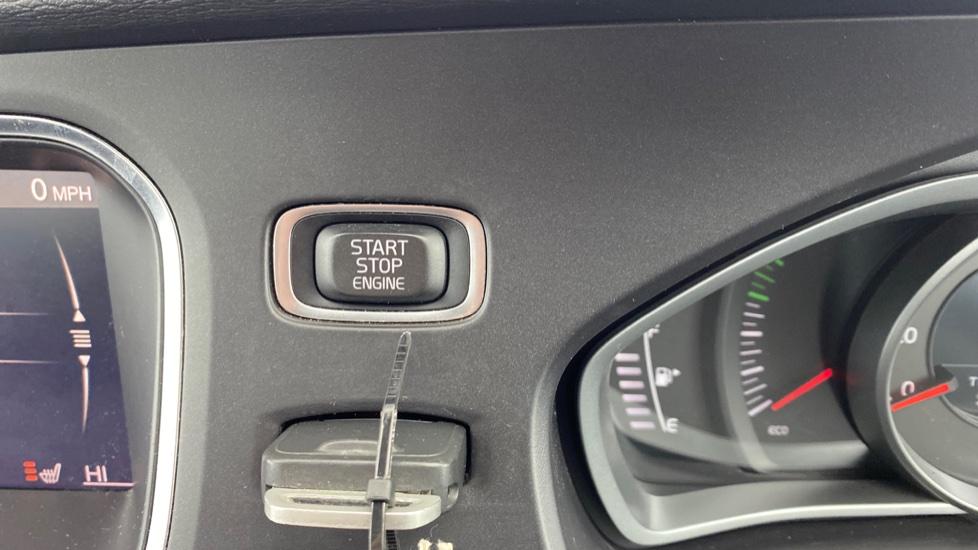 0 MPH
START
STOP
ENGINE
F
E
eco
HI